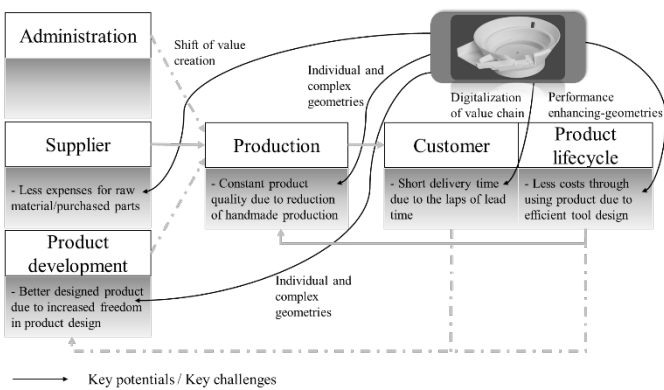 Administration
Shift of value
creation
Individual and
complex
geometries
Digitalization
of value chain
Performance
enhancing-geometries
Supplier
Production
Customer
Product
lifecycle
- Less expenses for raw
material/purchased parts
- Constant product
quality due to reduction
of handmade production
- Short delivery time
due to the laps of lead
time
- Less costs through
using product due to
efficient tool design
Product
development
- Better designed product
due to increased freedom
in product design
Individual and
complex
geometries
Key potentials / Key challenges